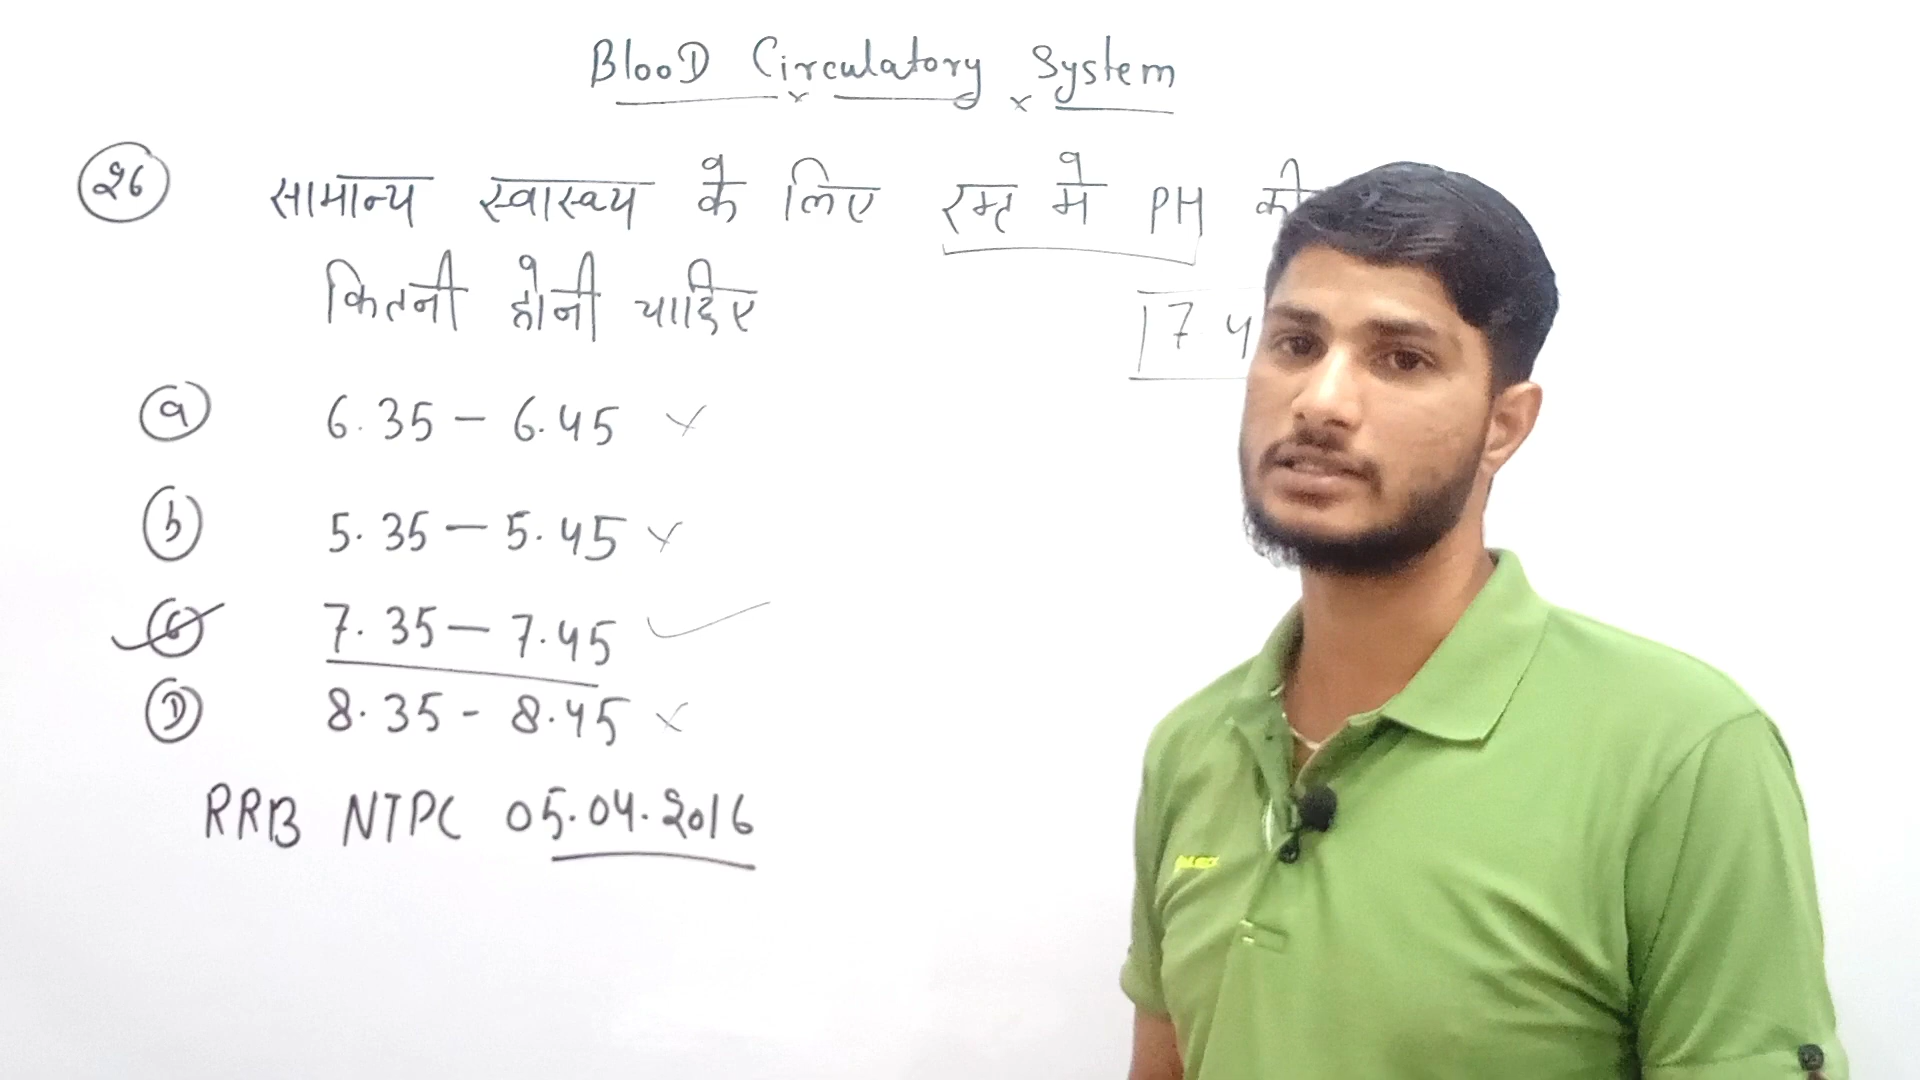 BlooD Circulatory System
26 सामान्य स्वास्थ्य के लिए रक्त में PH की
कितनी होनी चाहिए
7.4
a 6.35 – 6.45
b 5.35 – 5.45
c 7.35 – 7.45
D 8.35 - 8.45
RRB NTPC 05.04.2016